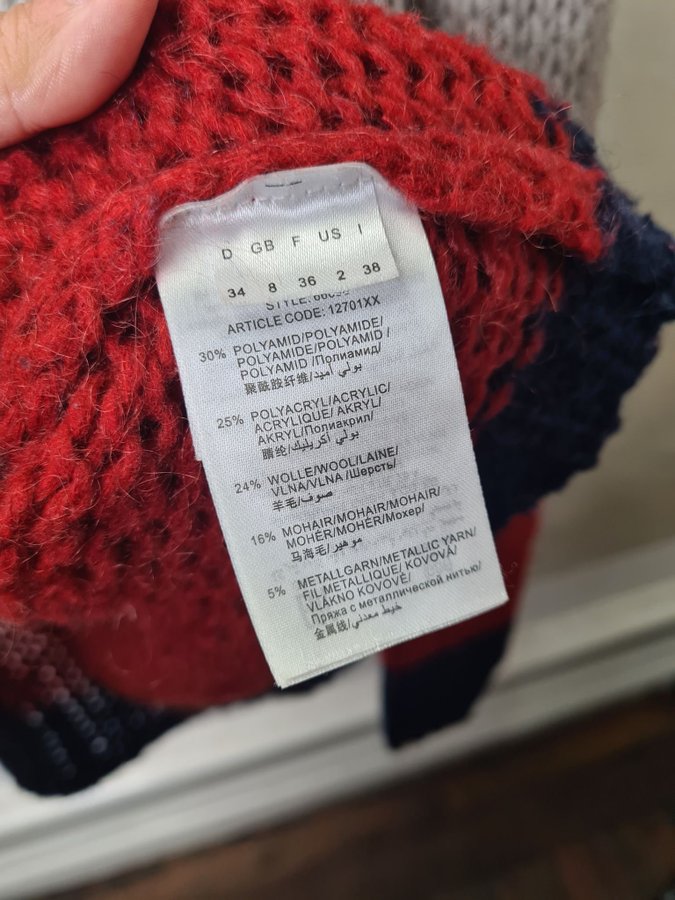 D GB F US I
34 8 36 2 38
STYLE:
ARTICLE CODE: 12701XX
30% POLYAMID/POLYAMIDE/
POLYAMIDE/POLYAMID /
POLYAMID /Полиамид/
聚酰胺纤维/بولي أميد/
25% POLYACRYL/ACRYLIC/
ACRYLIQUE/ AKRYL/
AKRYL/Полиакрил/
腈纶/بولي أكريليك/
24% WOLLE/WOOL/LAINE/
VLNA/VLNA /Шерсть/
羊毛/صوف/
16% MOHAIR/MOHAIR/MOHAIR/
MOHÉR/MOHÉR/Мохер/
马海毛/موهير/
5% METALLGARN/METALLIC YARN/
FIL METALLIQUE/ KOVOVÁ/
VLÁKNO KOVOVÉ/
Пряжа с металлической нитью/
金属线/خيط معدني/